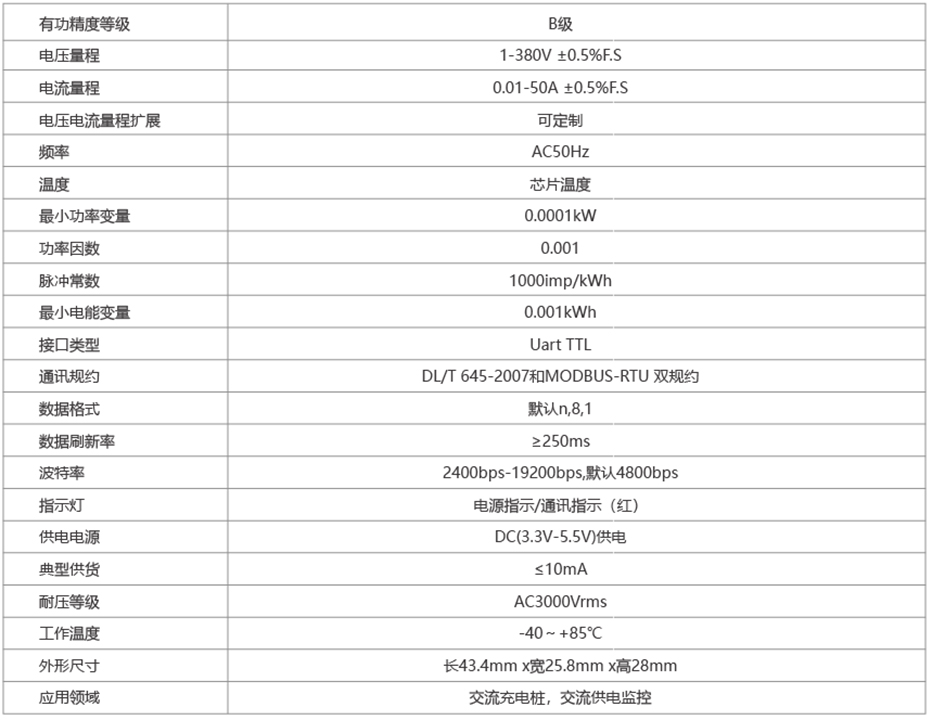 有功精度等级 B级
电压量程 1-380V ±0.5%F.S
电流量程 0.01-50A ±0.5%F.S
电压电流量程扩展 可定制
频率 AC50Hz
温度 芯片温度
最小功率变量 0.0001kW
功率因数 0.001
脉冲常数 1000imp/kWh
最小电能变量 0.001kWh
接口类型 Uart TTL
通讯规约 DL/T 645-2007和MODBUS-RTU 双规约
数据格式 默认n,8,1
数据刷新率 ≥250ms
波特率 2400bps-19200bps,默认4800bps
指示灯 电源指示/通讯指示（红）
供电电源 DC(3.3V-5.5V)供电
典型供货 ≤10mA
耐压等级 AC3000Vrms
工作温度 -40～+85℃
外形尺寸 长43.4mm x宽25.8mm x高28mm
应用领域 交流充电桩，交流供电监控